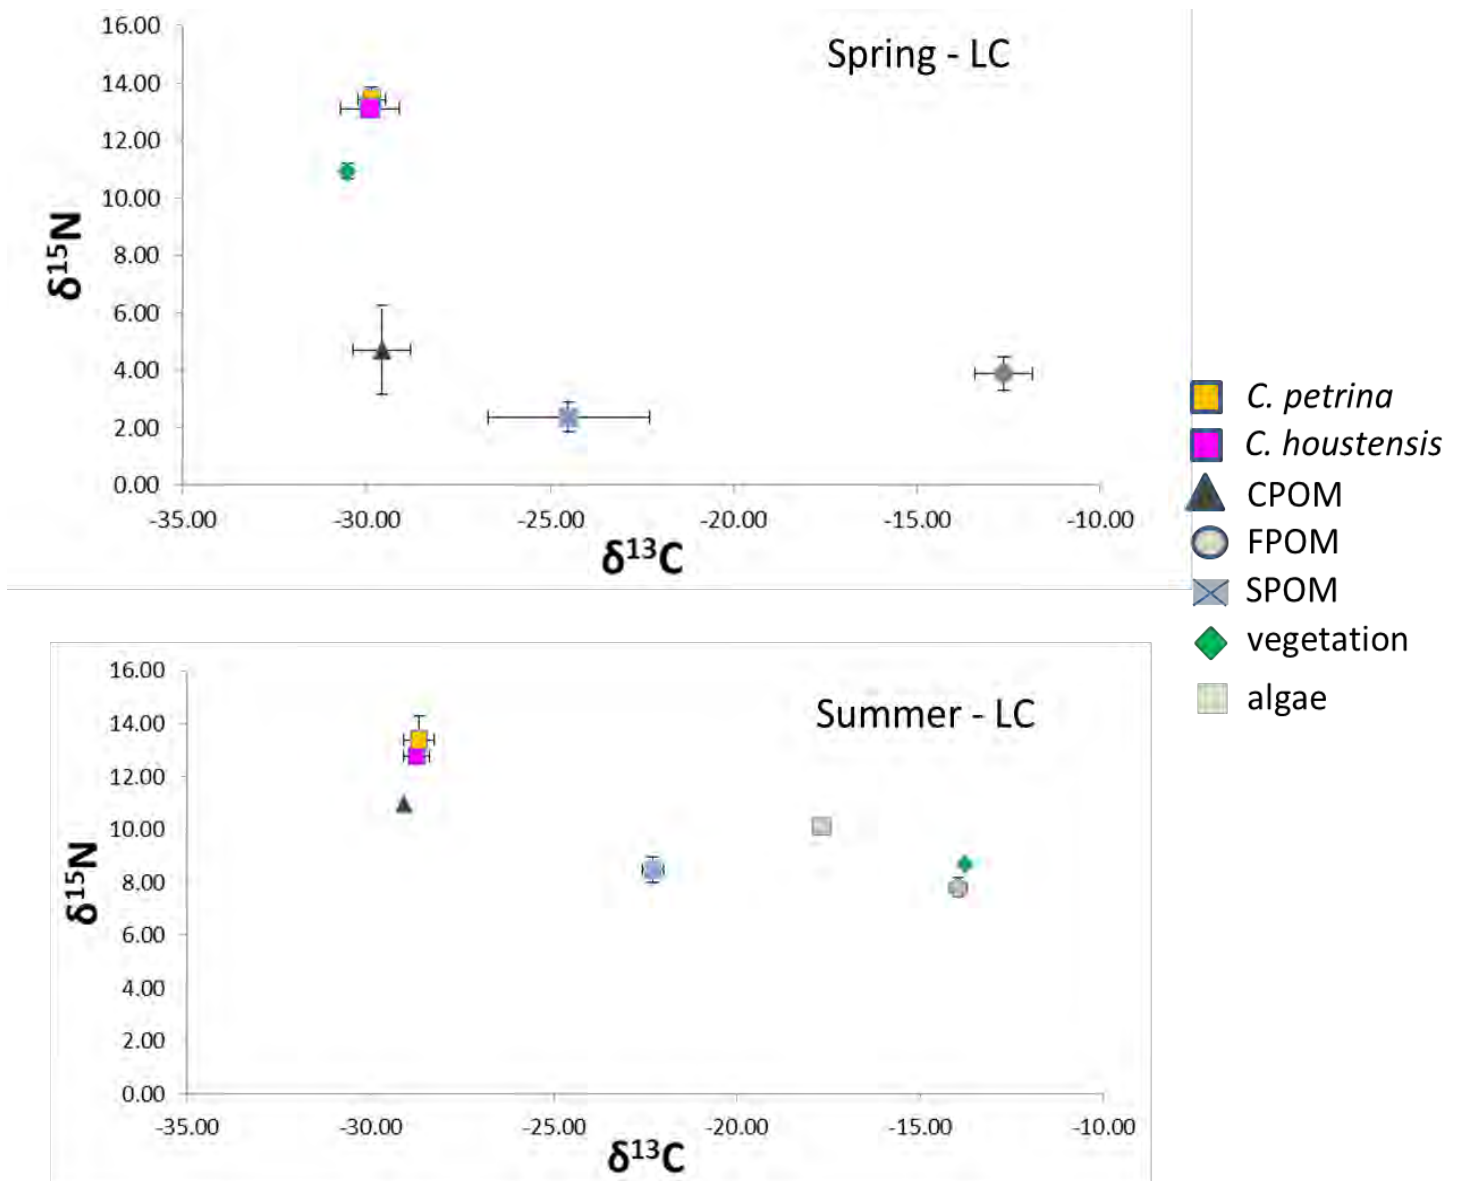 Spring - LC
16.00
14.00
12.00
10.00
8.00
6.00
4.00
2.00
0.00
δ¹⁵N
-35.00 -30.00 -25.00 -20.00 -15.00 -10.00
δ¹³C
C. petrina
C. houstensis
CPOM
FPOM
SPOM
vegetation
algae
Summer - LC
16.00
14.00
12.00
10.00
8.00
6.00
4.00
2.00
0.00
δ¹⁵N
-35.00 -30.00 -25.00 -20.00 -15.00 -10.00
δ¹³C